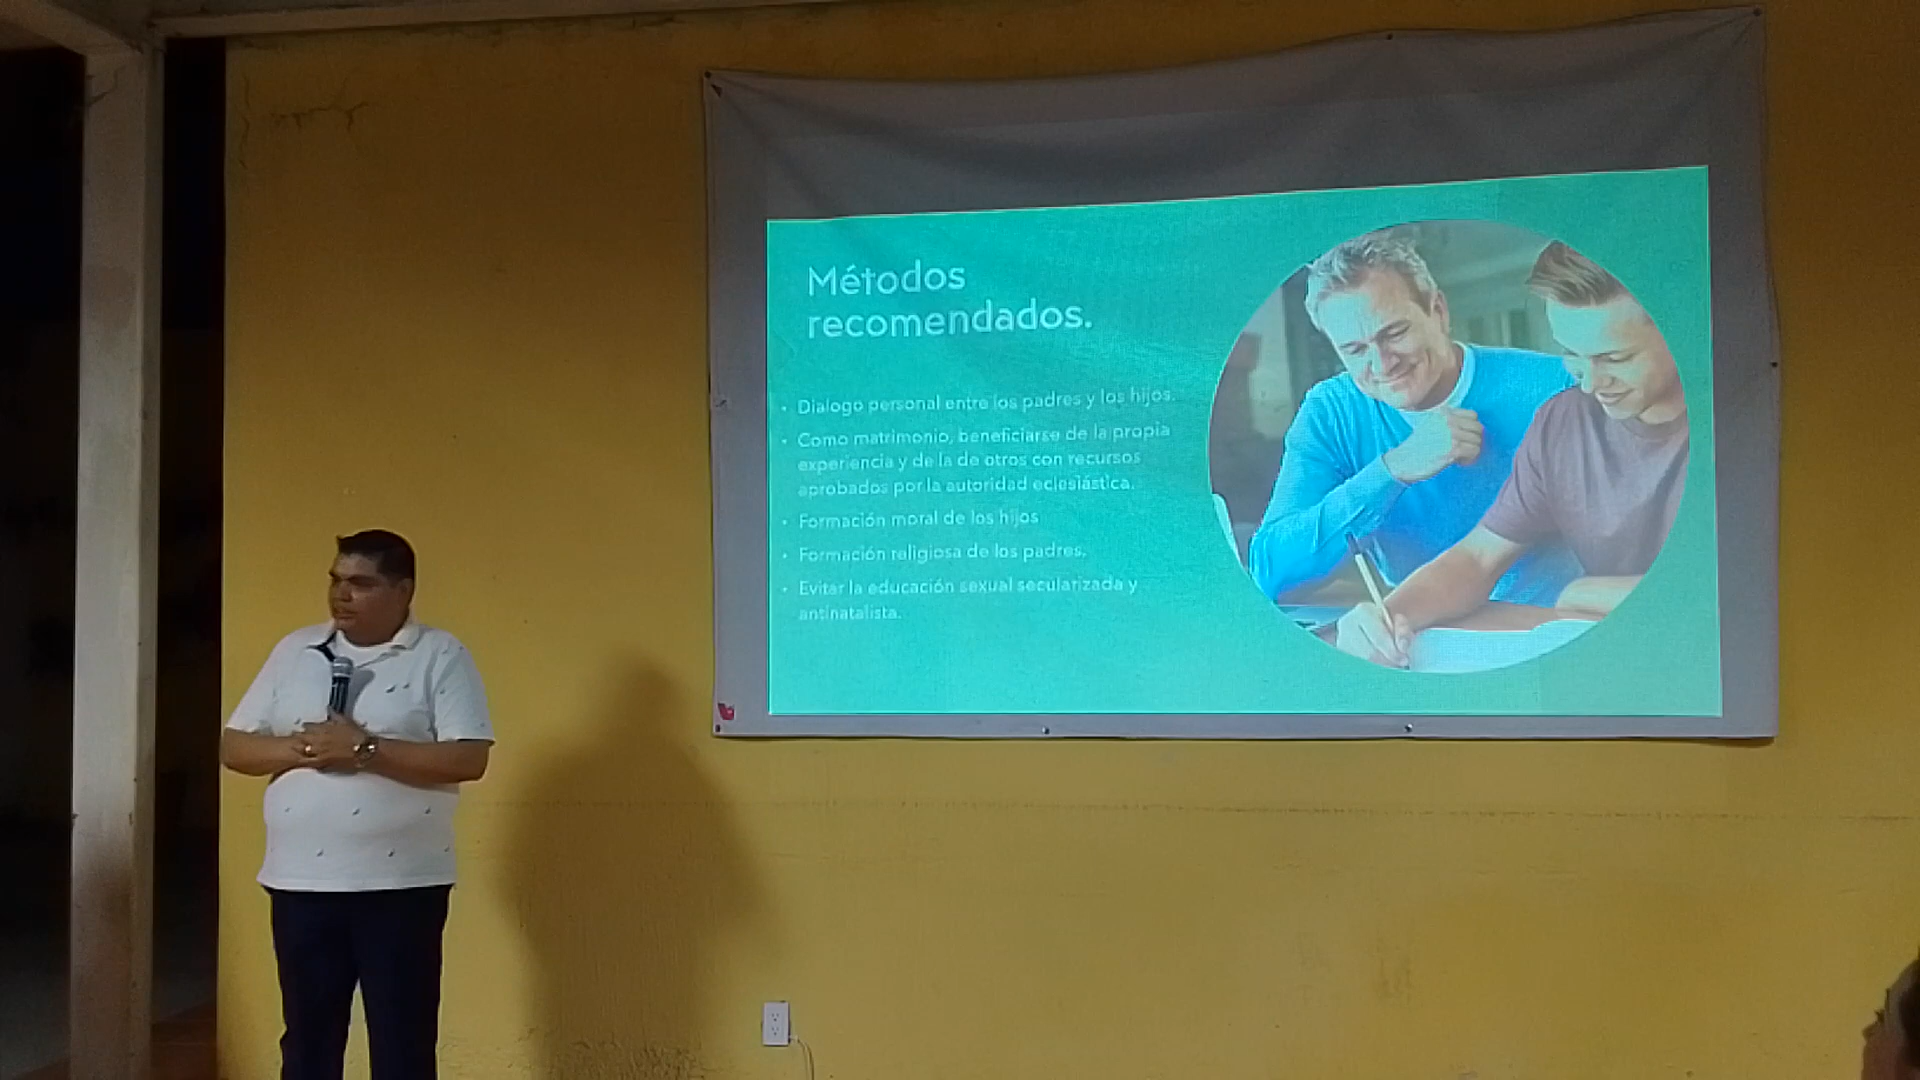 Métodos
recomendados.
• Dialogo personal entre los padres y los hijos.
• Como matrimonio, beneficiarse de la propia
experiencia y de la de otros con recursos
aprobados por la autoridad eclesiástica.
• Formación moral de los hijos
• Formación religiosa de los padres.
• Evitar la educación sexual secularizada y
antinatalista.